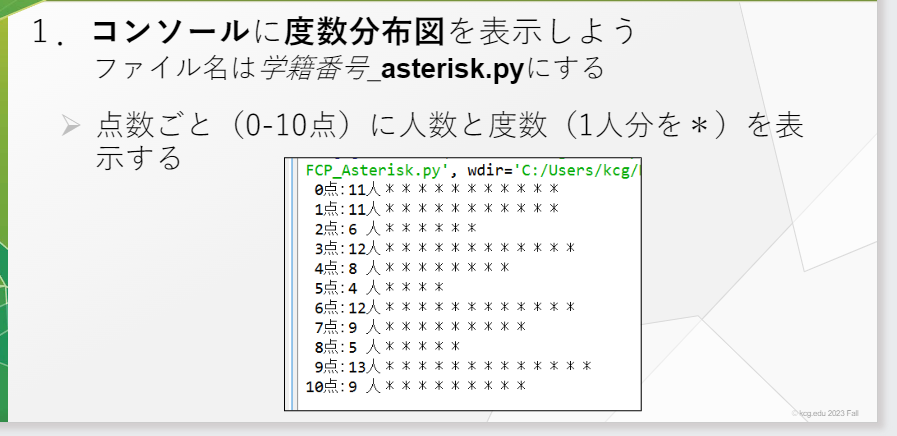 1．コンソールに度数分布図を表示しよう
ファイル名は学籍番号_asterisk.pyにする
➢ 点数ごと（0-10点）に人数と度数（1人分を＊）を表
示する
FCP_Asterisk.py', wdir='C:/Users/kcg/
0点:11人＊＊＊＊＊＊＊＊＊＊＊
1点:11人＊＊＊＊＊＊＊＊＊＊＊
2点:6 人＊＊＊＊＊＊
3点:12人＊＊＊＊＊＊＊＊＊＊＊＊
4点:8 人＊＊＊＊＊＊＊＊
5点:4 人＊＊＊＊
6点:12人＊＊＊＊＊＊＊＊＊＊＊＊
7点:9 人＊＊＊＊＊＊＊＊＊
8点:5 人＊＊＊＊＊
9点:13人＊＊＊＊＊＊＊＊＊＊＊＊＊
10点:9 人＊＊＊＊＊＊＊＊＊
© kcg.edu 2023 Fall